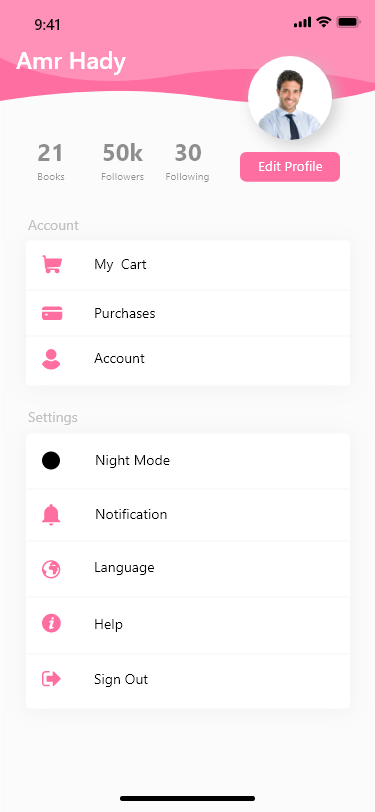 9:41
Amr Hady
21 50k 30
Books Followers Following
Edit Profile
Account
My Cart
Purchases
Account
Settings
Night Mode
Notification
Language
Help
Sign Out